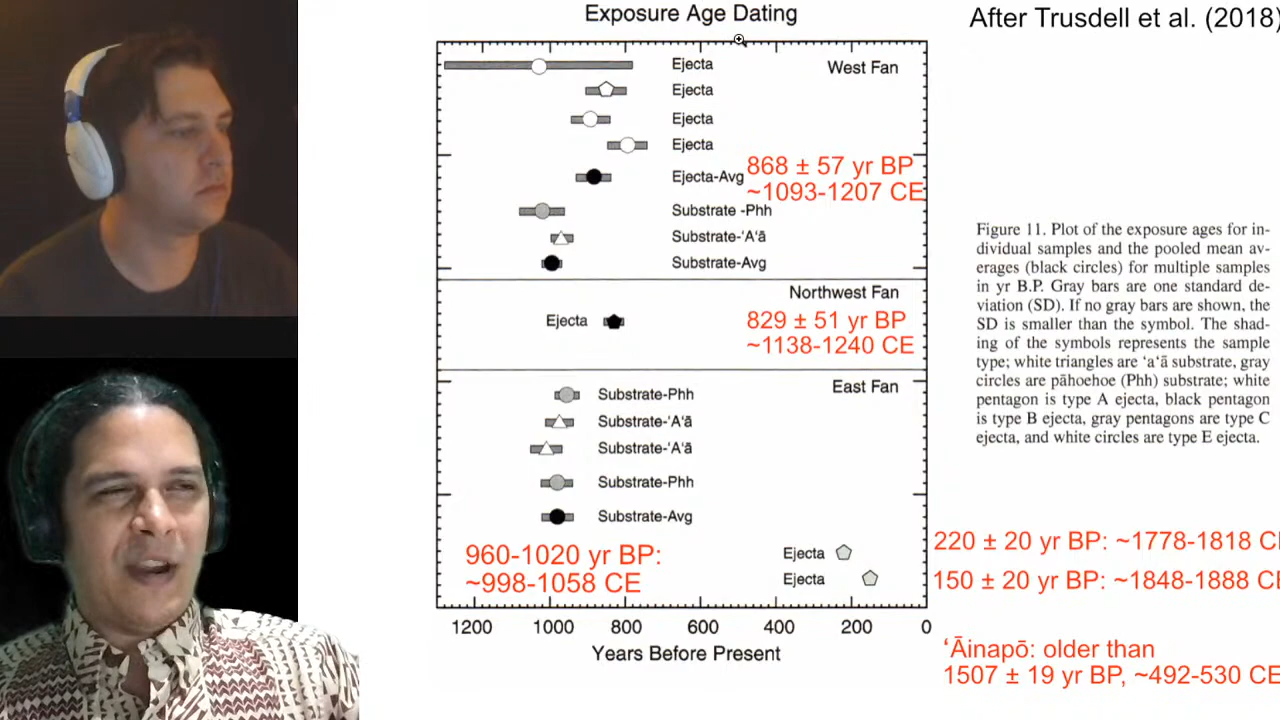 Exposure Age Dating
After Trusdell et al. (2018)
Ejecta
West Fan
Ejecta
Ejecta
Ejecta
868 ± 57 yr BP
Ejecta-Avg
~1093-1207 CE
Substrate -Phh
Substrate-ʻAʻā
Substrate-Avg
Northwest Fan
Ejecta
829 ± 51 yr BP
~1138-1240 CE
East Fan
Substrate-Phh
Substrate-ʻAʻā
Substrate-ʻAʻā
Substrate-Phh
Substrate-Avg
960-1020 yr BP:
~998-1058 CE
Ejecta
Ejecta
1200 1000 800 600 400 200 0
Years Before Present
Figure 11. Plot of the exposure ages for in-
dividual samples and the pooled mean av-
erages (black circles) for multiple samples
in yr B.P. Gray bars are one standard de-
viation (SD). If no gray bars are shown, the
SD is smaller than the symbol. The shad-
ing of the symbols represents the sample
type; white triangles are ʻaʻā substrate, gray
circles are pāhoehoe (Phh) substrate; white
pentagon is type A ejecta, black pentagon
is type B ejecta, gray pentagons are type C
ejecta, and white circles are type E ejecta.
220 ± 20 yr BP: ~1778-1818 CE
150 ± 20 yr BP: ~1848-1888 CE
ʻĀinapō: older than
1507 ± 19 yr BP, ~492-530 CE